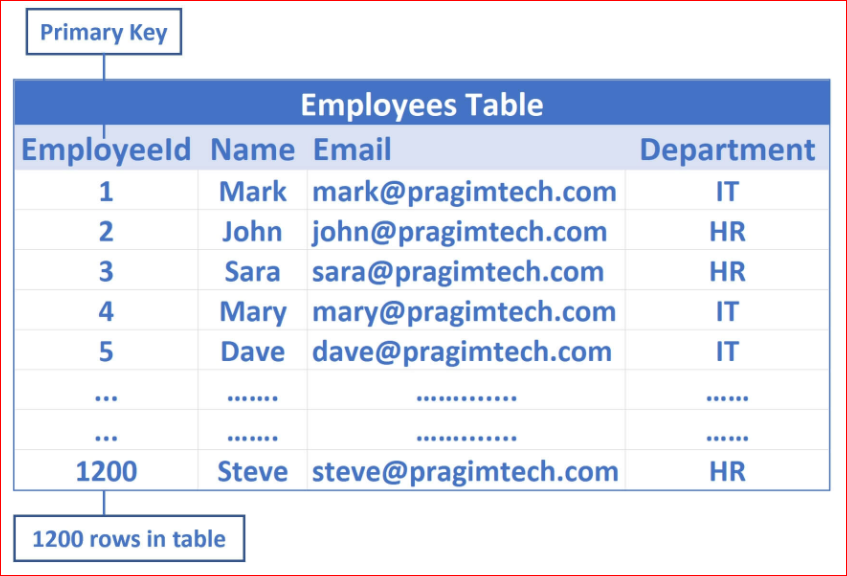 Primary Key
Employees Table
EmployeeId Name Email Department
1 Mark mark@pragimtech.com IT
2 John john@pragimtech.com HR
3 Sara sara@pragimtech.com HR
4 Mary mary@pragimtech.com IT
5 Dave dave@pragimtech.com IT
... ....... ............. ......
... ....... ............. ......
1200 Steve steve@pragimtech.com HR
1200 rows in table